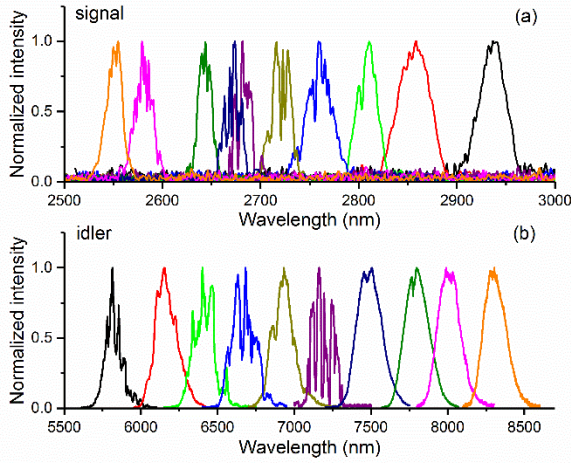 signal
(a)
Normalized intensity
1.0
0.5
0.0
2500 2600 2700 2800 2900 3000
Wavelength (nm)
idler
(b)
Normalized intensity
1.0
0.5
0.0
5500 6000 6500 7000 7500 8000 8500
Wavelength (nm)